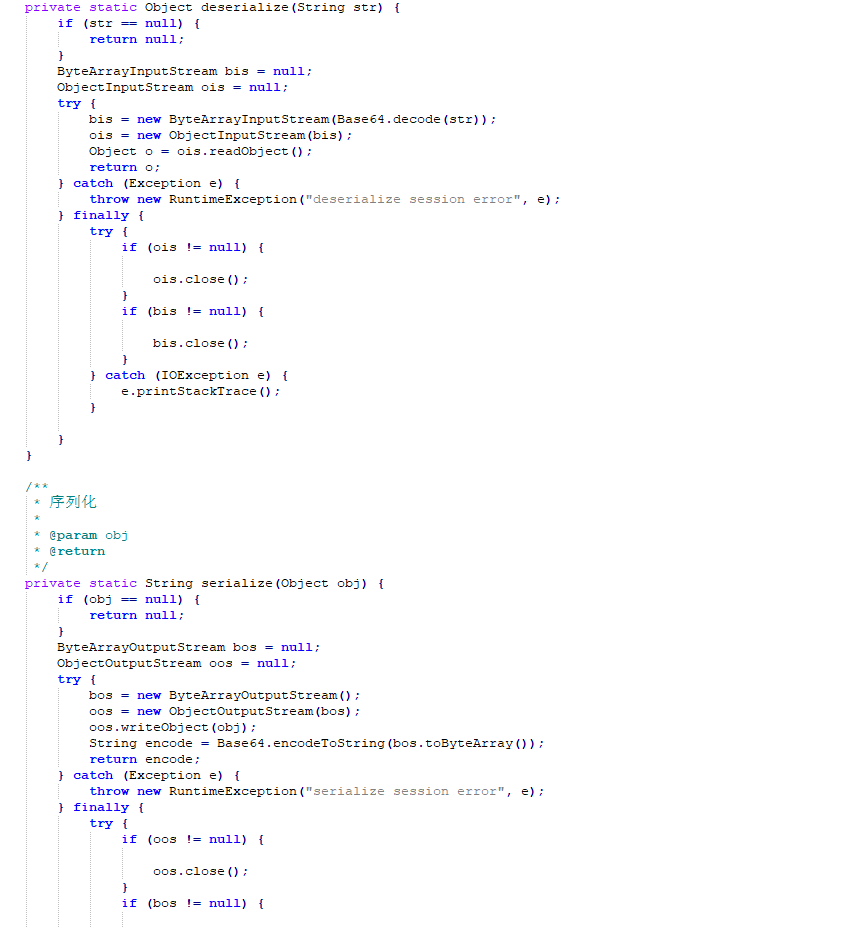 private static Object deserialize(String str) {
    if (str == null) {
        return null;
    }
    ByteArrayInputStream bis = null;
    ObjectInputStream ois = null;
    try {
        bis = new ByteArrayInputStream(Base64.decode(str));
        ois = new ObjectInputStream(bis);
        Object o = ois.readObject();
        return o;
    } catch (Exception e) {
        throw new RuntimeException("deserialize session error", e);
    } finally {
        try {
            if (ois != null) {
                ois.close();
            }
            if (bis != null) {
                bis.close();
            }
        } catch (IOException e) {
            e.printStackTrace();
        }
    }
}
/**
 * 序列化
 *
 * @param obj
 * @return
 */
private static String serialize(Object obj) {
    if (obj == null) {
        return null;
    }
    ByteArrayOutputStream bos = null;
    ObjectOutputStream oos = null;
    try {
        bos = new ByteArrayOutputStream();
        oos = new ObjectOutputStream(bos);
        oos.writeObject(obj);
        String encode = Base64.encodeToString(bos.toByteArray());
        return encode;
    } catch (Exception e) {
        throw new RuntimeException("serialize session error", e);
    } finally {
        try {
            if (oos != null) {
                oos.close();
            }
            if (bos != null) {